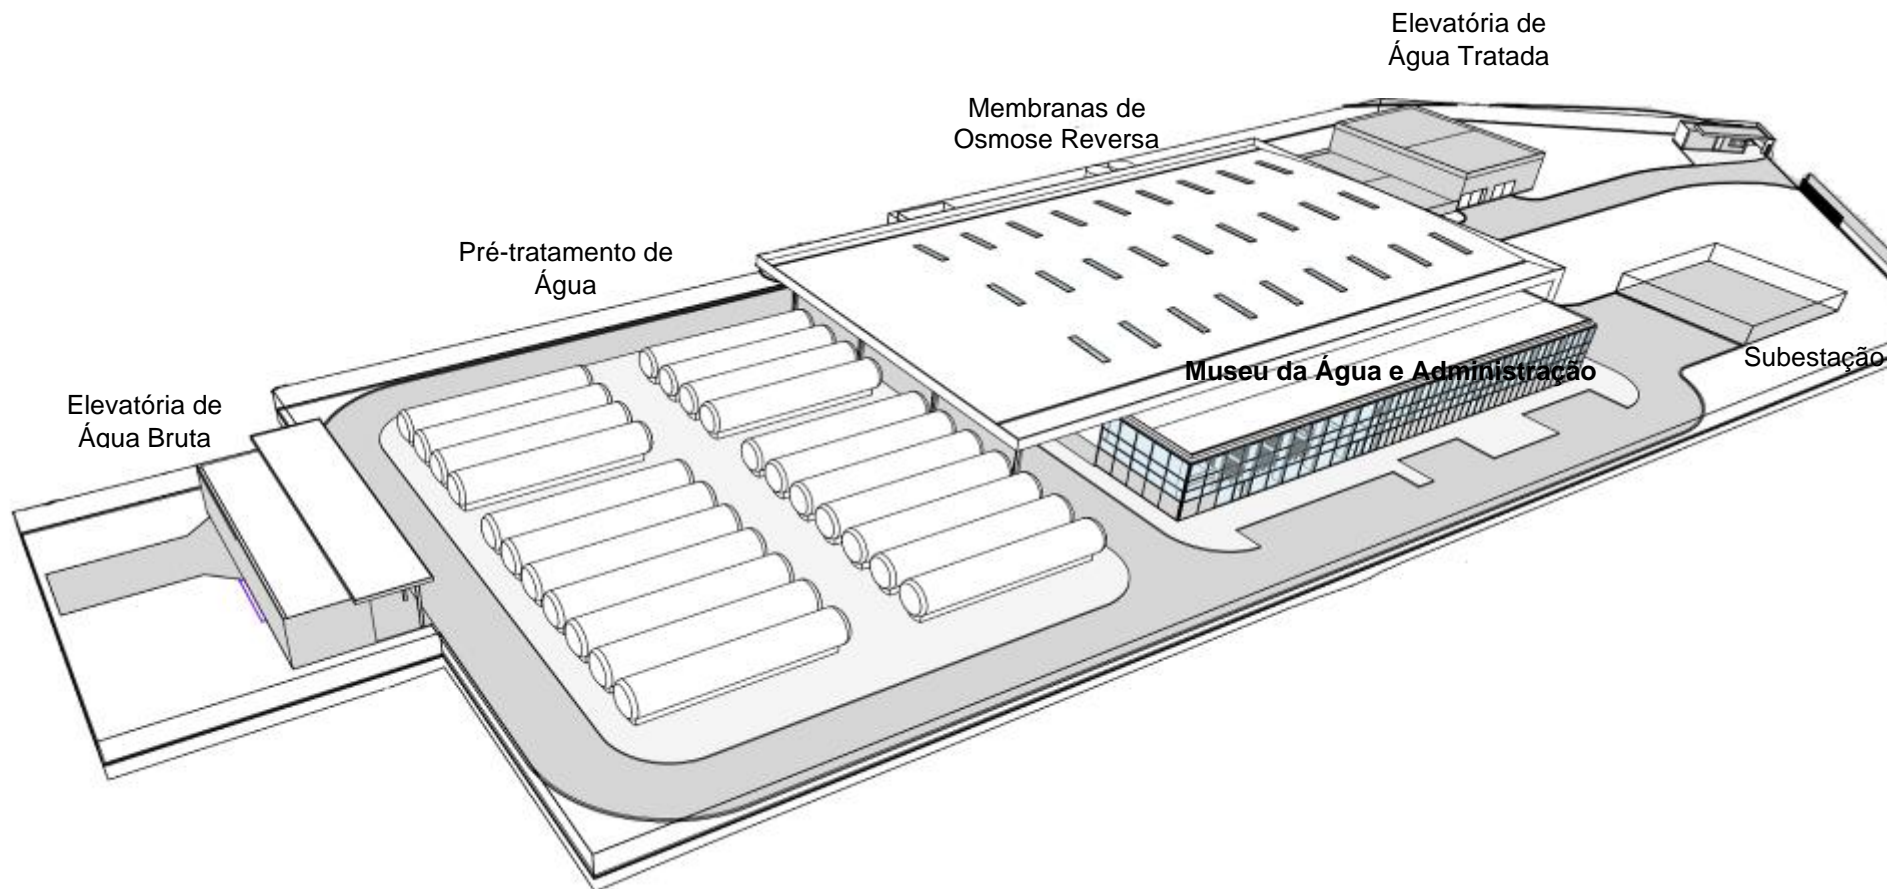 Elevatória de
Água Tratada
Membranas de
Osmose Reversa
Pré-tratamento de
Água
Museu da Água e Administração
Subestação
Elevatória de
Água Bruta